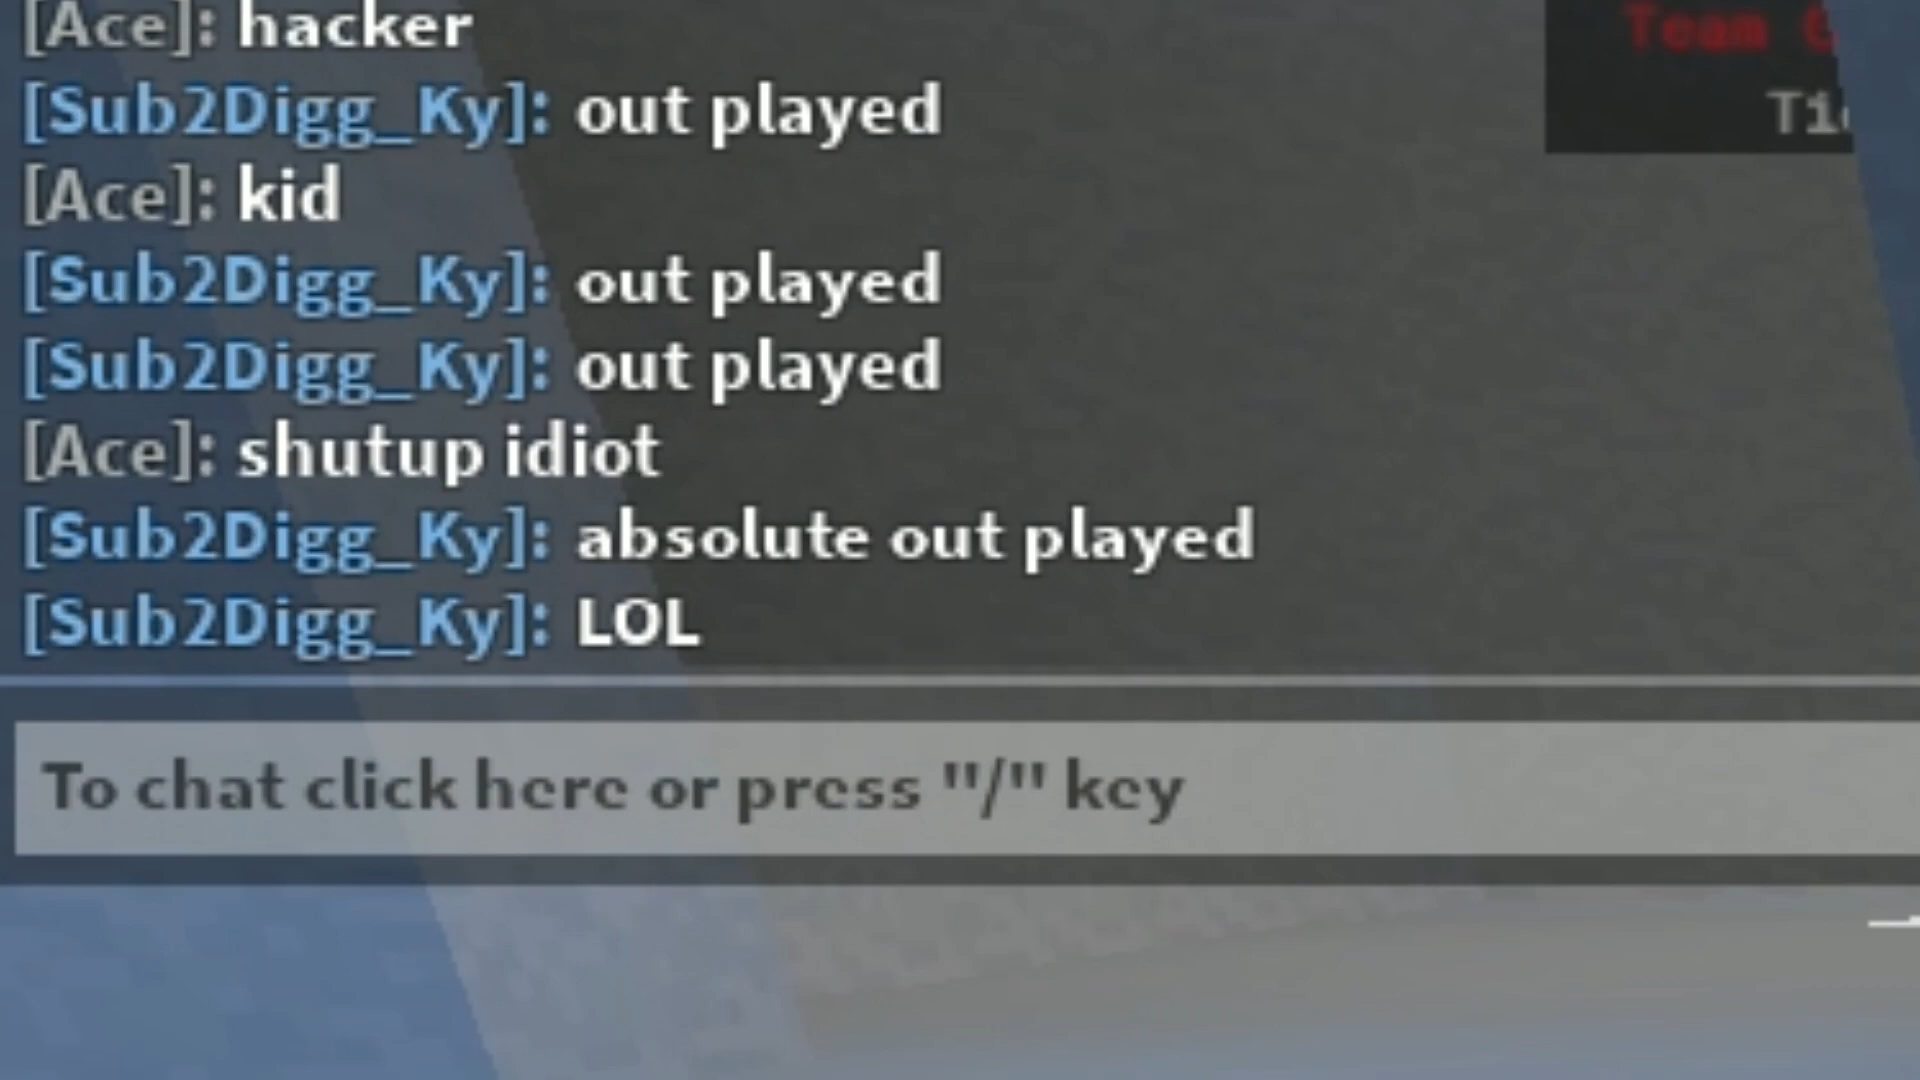 [Ace]: hacker
[Sub2Digg_Ky]: out played
[Ace]: kid
[Sub2Digg_Ky]: out played
[Sub2Digg_Ky]: out played
[Ace]: shutup idiot
[Sub2Digg_Ky]: absolute out played
[Sub2Digg_Ky]: LOL
To chat click here or press "/" key
Team